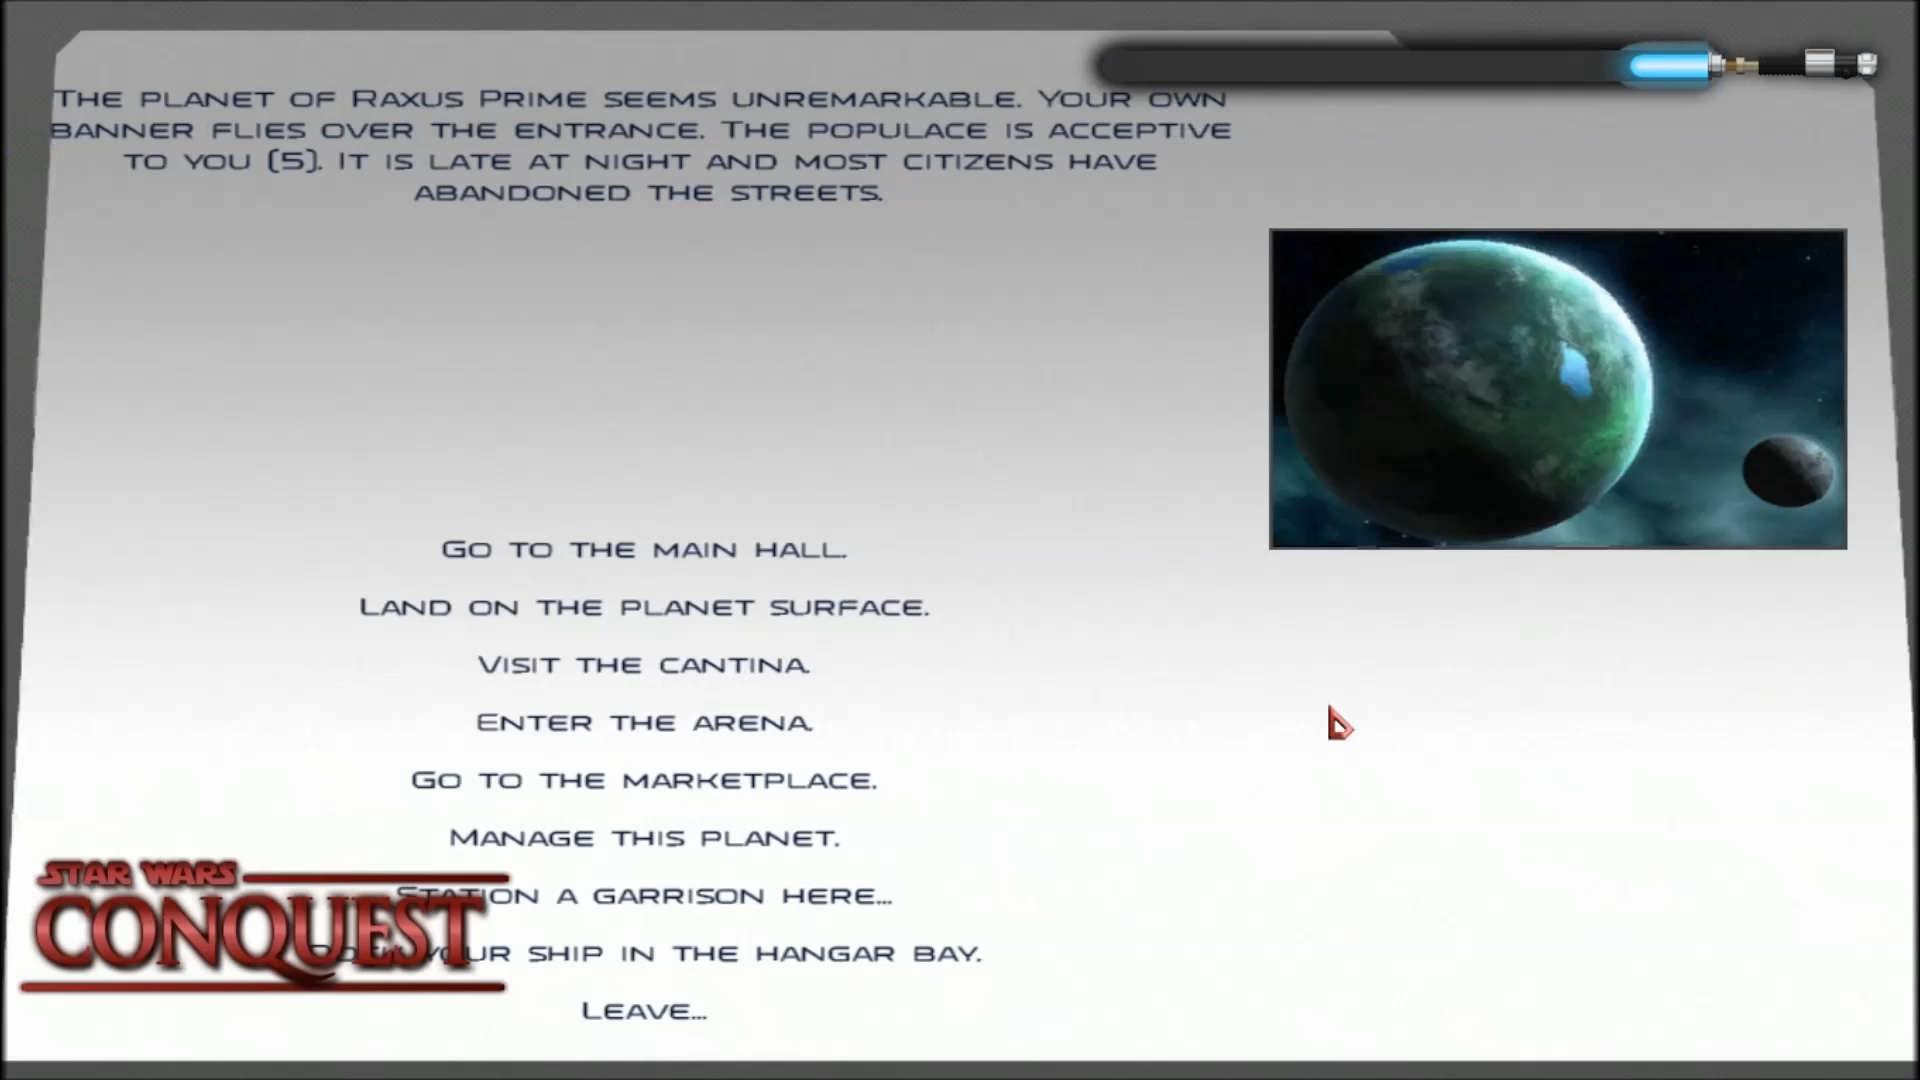 The planet of Raxus Prime seems unremarkable. Your own
banner flies over the entrance. The populace is acceptive
to you (5). It is late at night and most citizens have
abandoned the streets.
Go to the main hall.
Land on the planet surface.
Visit the cantina.
Enter the arena.
Go to the marketplace.
Manage this planet.
Station a garrison here...
your ship in the hangar bay.
Leave...
STAR WARS
CONQUEST